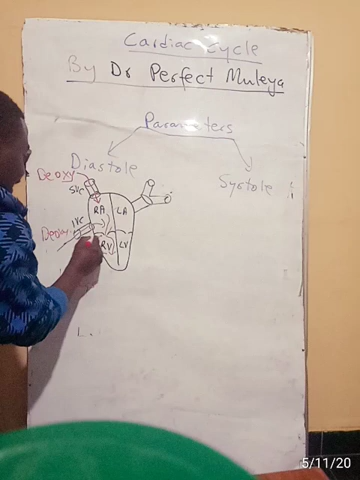 Cardiac Cycle
By Dr Perfect Muleya
Parameters
Diastole
Systole
Deoxy
SVC
RA
LA
IVC
Deoxy
RV
LV
5/11/20